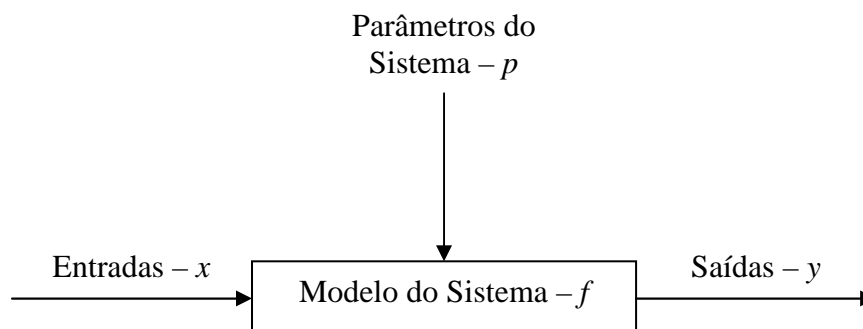 Parâmetros do
Sistema – p
Entradas – x
Modelo do Sistema – f
Saídas – y